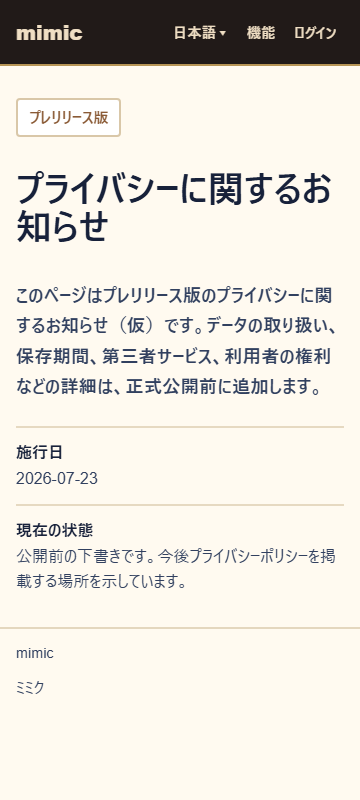 mimic
日本語▼
機能
ログイン
プレリリース版
プライバシーに関するお
知らせ
このページはプレリリース版のプライバシーに関
するお知らせ（仮）です。データの取り扱い、
保存期間、第三者サービス、利用者の権利
などの詳細は、正式公開前に追加します。
施行日
2026-07-23
現在の状態
公開前の下書きです。今後プライバシーポリシーを掲
載する場所を示しています。
mimic
ミミク